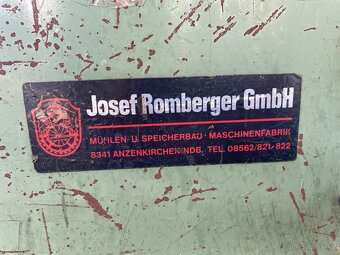 Josef Romberger GmbH
MÜHLEN- U. SPEICHERBAU · MASCHINENFABRIK
8341 ANZENKIRCHEN NDB. TEL. 08562/821-822